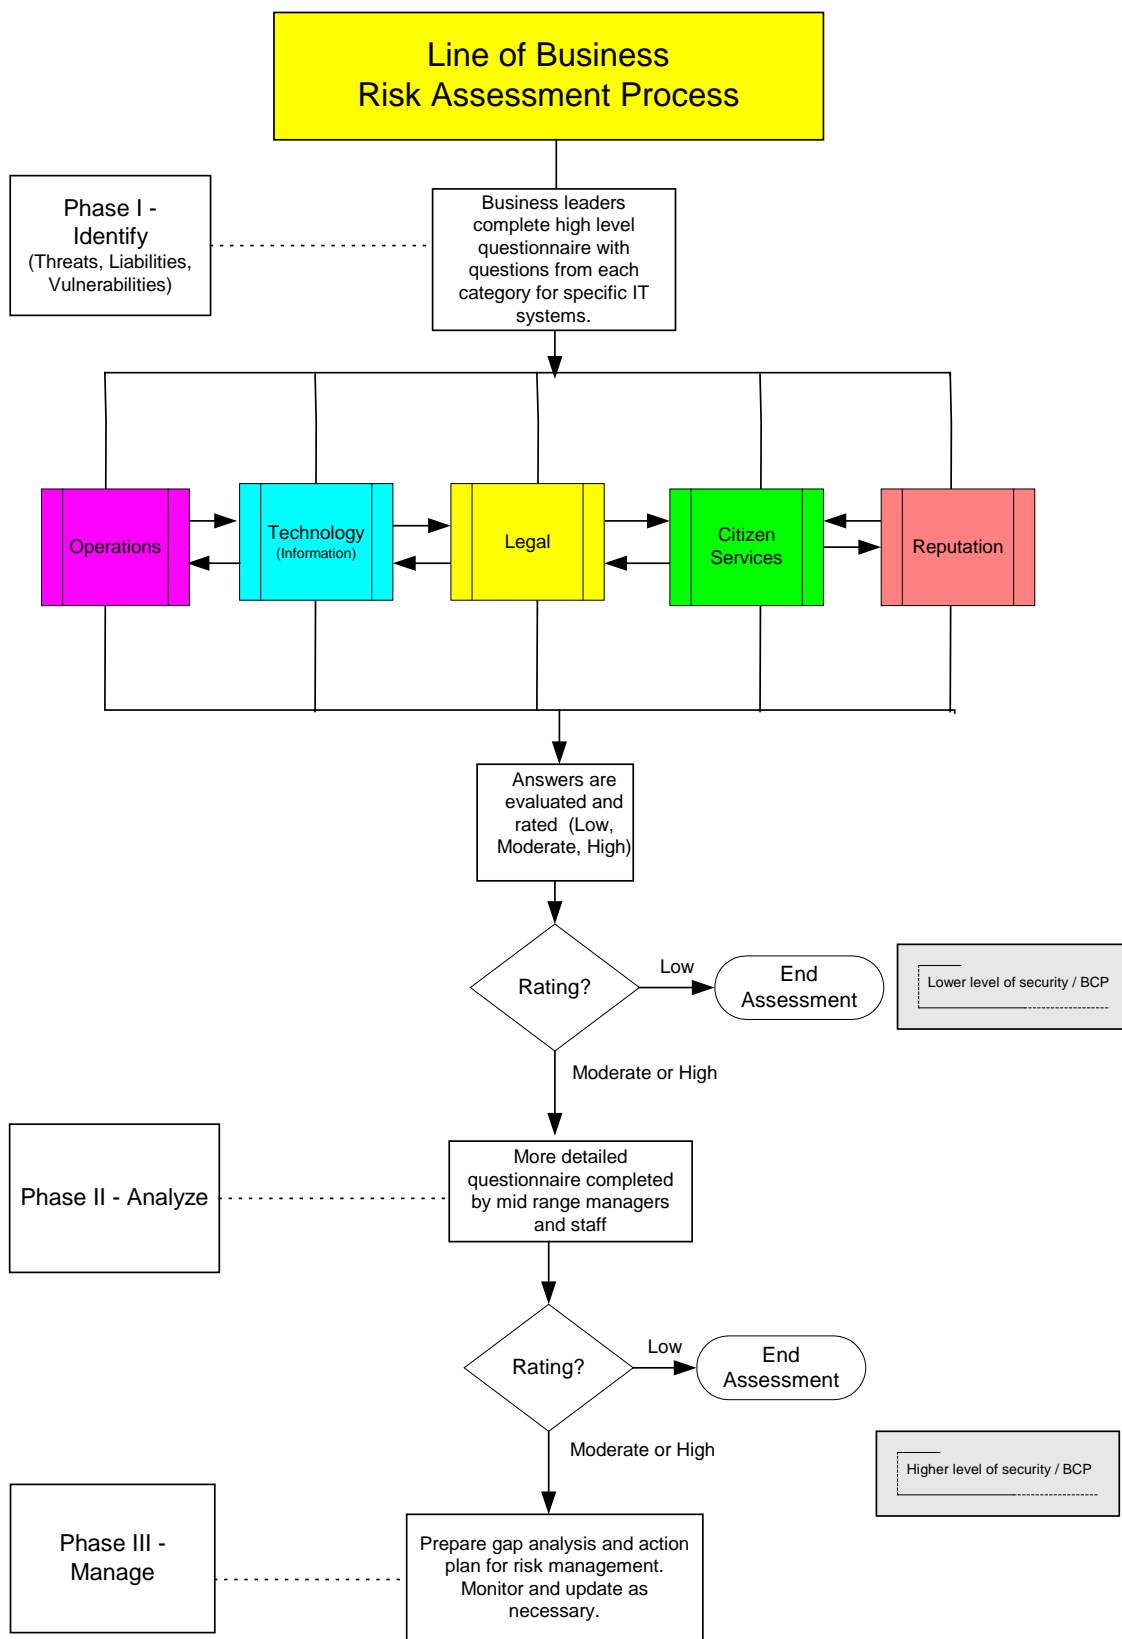 Line of Business
Risk Assessment Process
Phase I -
Identify
(Threats, Liabilities,
Vulnerabilities)
Business leaders
complete high level
questionnaire with
questions from each
category for specific IT
systems.
Operations
Technology
(Information)
Legal
Citizen
Services
Reputation
Answers are
evaluated and
rated (Low,
Moderate, High)
Rating?
Low
End
Assessment
Lower level of security / BCP
Moderate or High
Phase II - Analyze
More detailed
questionnaire completed
by mid range managers
and staff
Rating?
Low
End
Assessment
Moderate or High
Higher level of security / BCP
Phase III -
Manage
Prepare gap analysis and action
plan for risk management.
Monitor and update as
necessary.